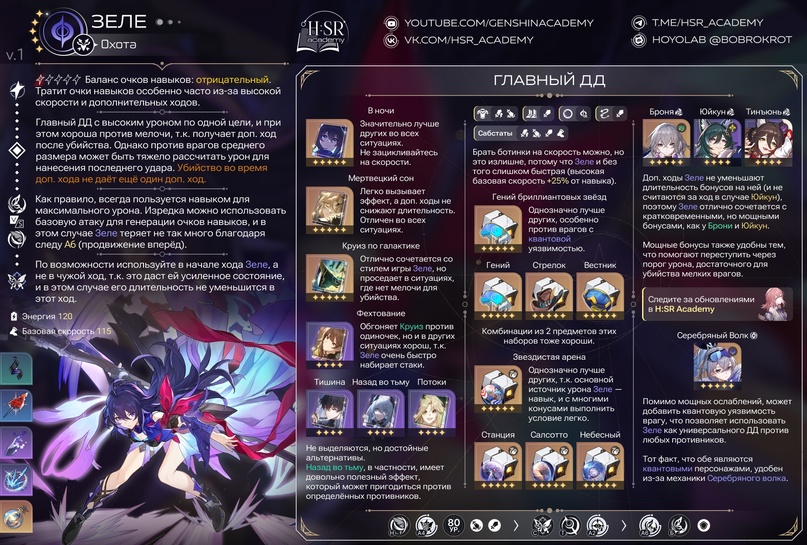 v.1
ЗЕЛЕ
Охота
H:SR
academy
YOUTUBE.COM/GENSHINACADEMY
VK.COM/HSR_ACADEMY
T.ME/HSR_ACADEMY
HOYOLAB @BOBROKROT
Баланс очков навыков: отрицательный.
Тратит очки навыков особенно часто из-за высокой
скорости и дополнительных ходов.
Главный ДД с высоким уроном по одной цели, и при
этом хороша против мелочи, т.к. получает доп. ход
после убийства. Однако против врагов среднего
размера может быть тяжело рассчитать урон для
нанесения последнего удара. Убийство во время
доп. хода не даёт ещё один доп. ход.
Как правило, всегда пользуется навыком для
максимального урона. Изредка можно использовать
базовую атаку для генерации очков навыков, и в
этом случае Зеле теряет не так много благодаря
следу А6 (продвижение вперёд).
По возможности используйте в начале хода Зеле, а
не в чужой ход, т.к. это даст ей усиленное состояние,
и в этом случае его длительность не уменьшится в
этот ход.
Энергия 120
Базовая скорость 115
ГЛАВНЫЙ ДД
В ночи
Значительно лучше
других во всех
ситуациях.
Не зацикливайтесь
на скорости.
Мертвецкий сон
Легко вызывает
эффект, а доп. ходы не
снижают длительность.
Отличен во всех
ситуациях.
Круиз по галактике
Отлично сочетается со
стилем игры Зеле, но
проседает в ситуациях,
где нет мелочи для
убийства.
Фехтование
Обгоняет Круиз против
одиночек, но и в других
ситуациях хорош, т.к.
Зеле очень быстро
набирает стаки.
Тишина Назад во тьму Потоки
Не выделяются, но достойные
альтернативы.
Назад во тьму, в частности, имеет
довольно полезный эффект,
который может пригодиться против
определённых противников.
Сабстаты
Брать ботинки на скорость можно, но
это излишне, потому что Зеле и без
того слишком быстрая (высокая
базовая скорость +25% от навыка).
Гений бриллиантовых звёзд
Однозначно лучше
других, особенно
против врагов с
квантовой
уязвимостью.
Гений Стрелок Вестник
Комбинации из 2 предметов этих
наборов тоже хороши.
Звездистая арена
Однозначно лучше
других, т.к. основной
источник урона Зеле —
навык, и с многими
конусами выполнить
условие легко.
Станция Салсотто Небесный
Броня Юйкун Тинъюнь
Доп. ходы Зеле не уменьшают
длительность бонусов на ней (и не
считаются за ход в случае Юйкун),
поэтому Зеле отлично сочетается с
кратковременными, но мощными
бонусами, как у Брони и Юйкун.
Мощные бонусы также удобны тем,
что помогают переступить через
порог урона, достаточного для
убийства мелких врагов.
Следите за обновлениями
в H:SR Academy
Серебряный Волк
Помимо мощных ослаблений, может
добавить квантовую уязвимость
врагу, что позволяет использовать
Зеле как универсального ДД против
любых противников.
Тот факт, что обе являются
квантовыми персонажами, удобен
из-за механики Серебряного волка.
80
УР.